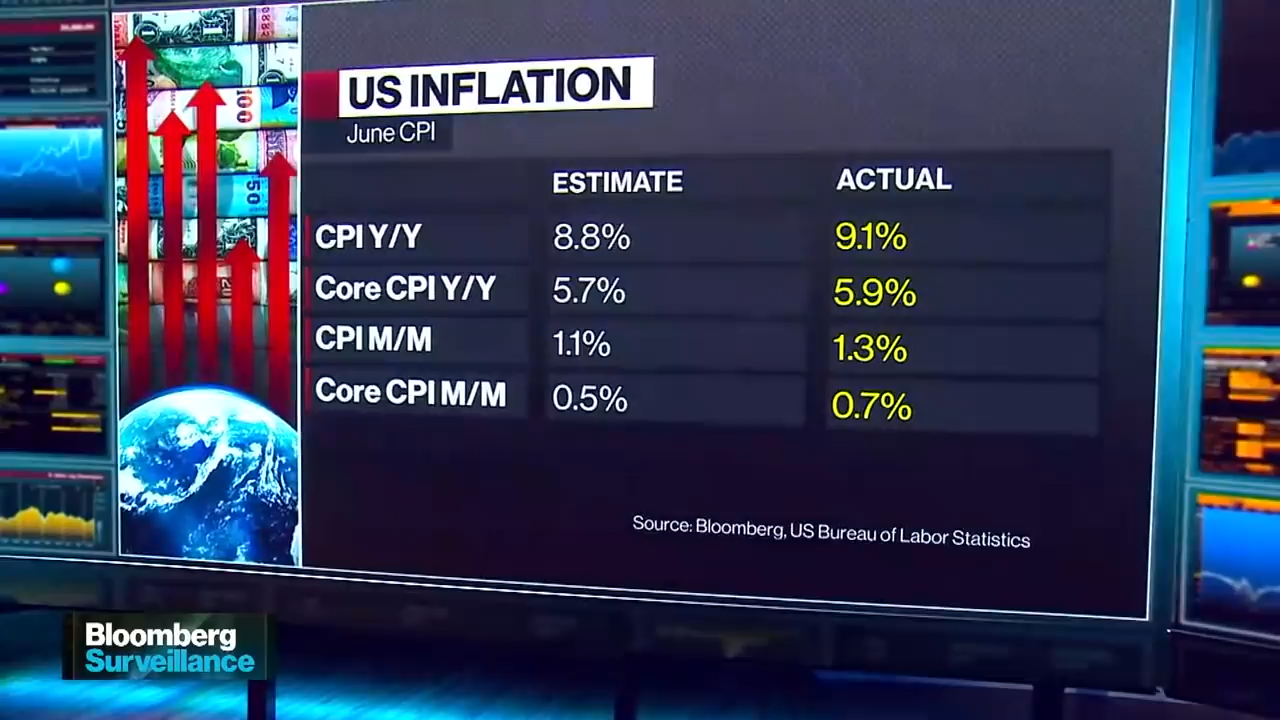 US INFLATION
June CPI
ESTIMATE ACTUAL
CPI Y/Y 8.8% 9.1%
Core CPI Y/Y 5.7% 5.9%
CPI M/M 1.1% 1.3%
Core CPI M/M 0.5% 0.7%
Source: Bloomberg, US Bureau of Labor Statistics
Bloomberg
Surveillance